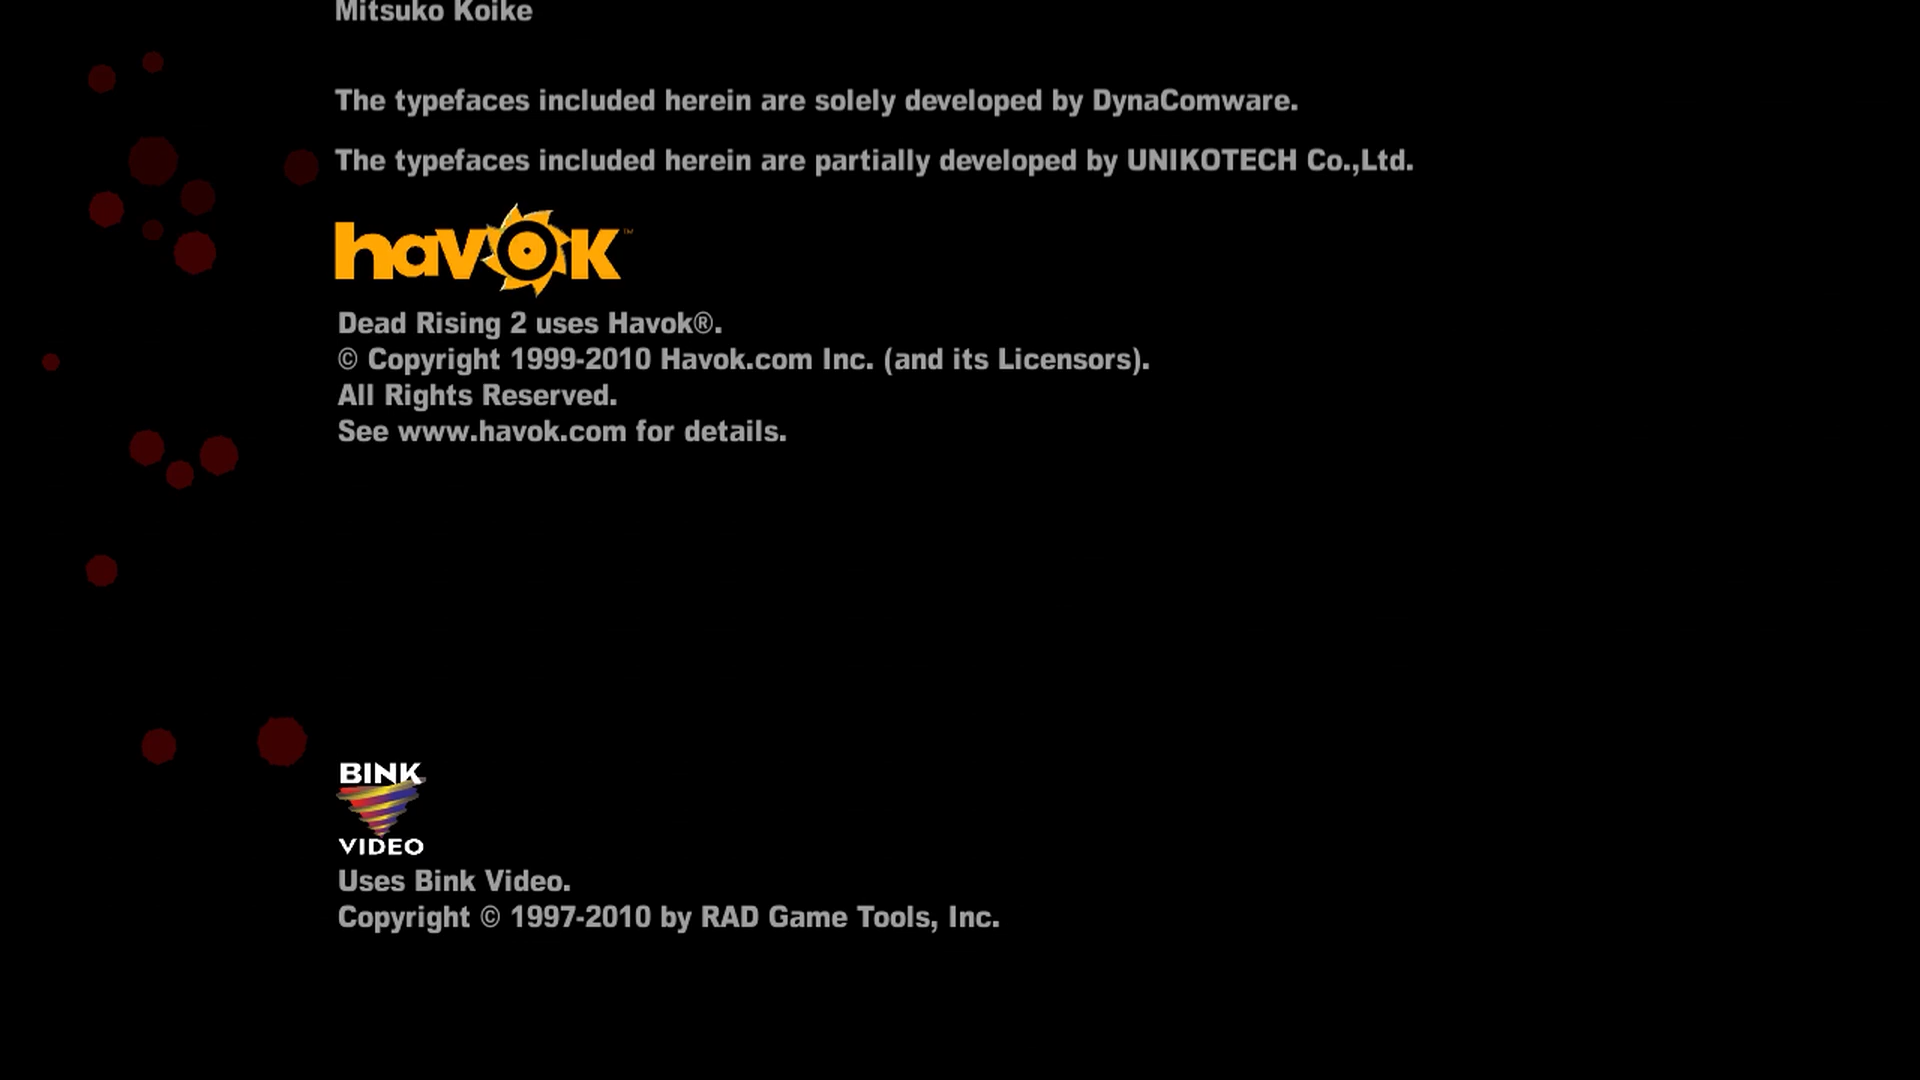 Mitsuko Koike
The typefaces included herein are solely developed by DynaComware.
The typefaces included herein are partially developed by UNIKOTECH Co.,Ltd.
havok™
Dead Rising 2 uses Havok®.
© Copyright 1999-2010 Havok.com Inc. (and its Licensors).
All Rights Reserved.
See www.havok.com for details.
BINK
VIDEO
Uses Bink Video.
Copyright © 1997-2010 by RAD Game Tools, Inc.